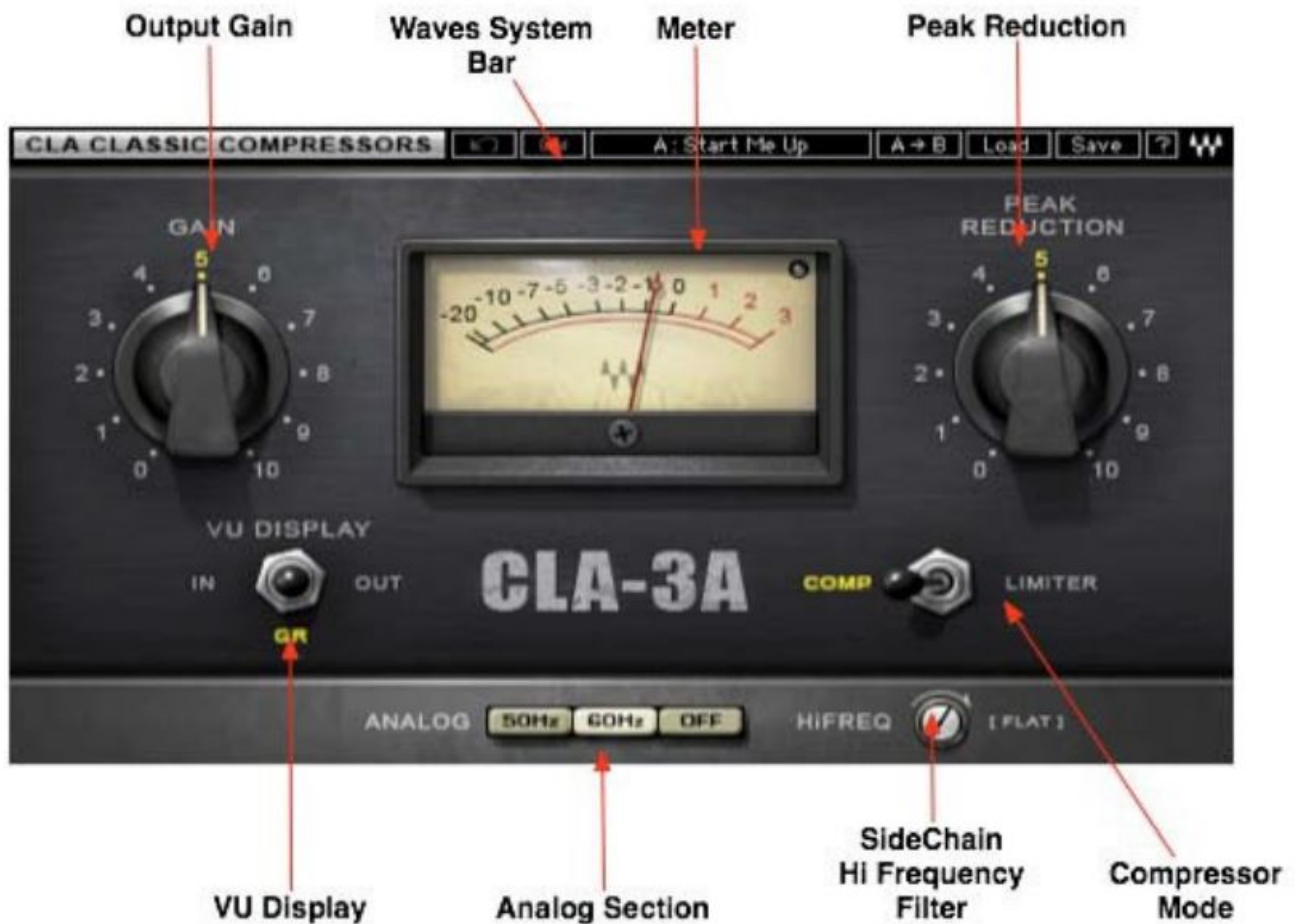 Output Gain
Waves System
Bar
Meter
Peak Reduction
CLA CLASSIC COMPRESSORS
A: Start Me Up
A→B
Load
Save
?
GAIN
0
1
2
3
4
5
6
7
8
9
10
-20
-10
-7
-5
-3
-2
-1
0
1
2
3
PEAK
REDUCTION
0
1
2
3
4
5
6
7
8
9
10
VU DISPLAY
IN
OUT
GR
CLA-3A
COMP
LIMITER
ANALOG
50Hz
60Hz
OFF
HiFREQ
[FLAT]
VU Display
Analog Section
SideChain
Hi Frequency
Filter
Compressor
Mode